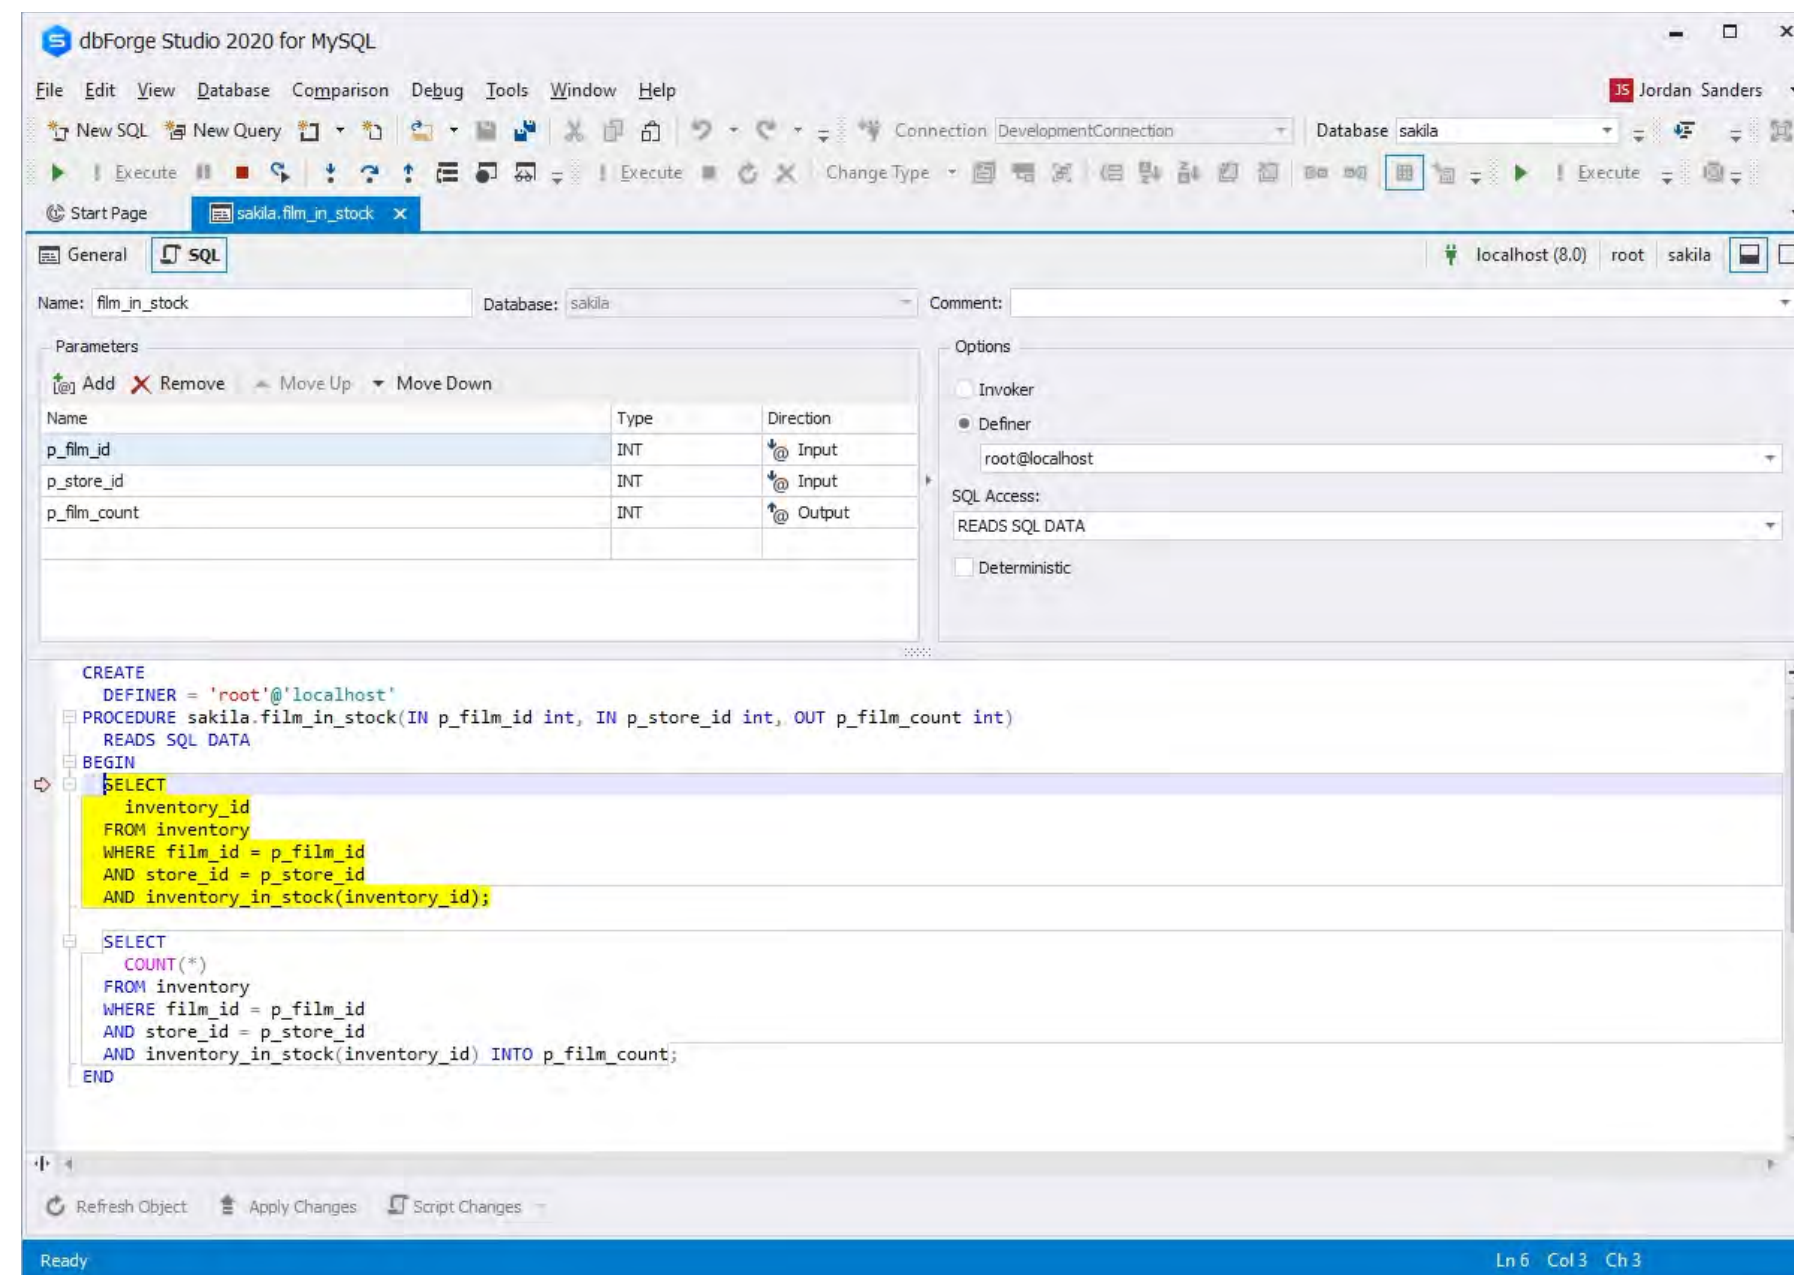 dbForge Studio 2020 for MySQL
File Edit View Database Comparison Debug Tools Window Help
JS Jordan Sanders
New SQL New Query Connection DevelopmentConnection Database sakila
Execute Execute Change Type Execute
Start Page sakila.film_in_stock
General SQL localhost (8.0) root sakila
Name: film_in_stock Database: sakila Comment:
Parameters Options
Add Remove Move Up Move Down
Invoker
Name Type Direction
Definer
p_film_id INT Input
root@localhost
p_store_id INT Input
SQL Access:
p_film_count INT Output
READS SQL DATA
Deterministic
CREATE
DEFINER = 'root'@'localhost'
PROCEDURE sakila.film_in_stock(IN p_film_id int, IN p_store_id int, OUT p_film_count int)
READS SQL DATA
BEGIN
SELECT
inventory_id
FROM inventory
WHERE film_id = p_film_id
AND store_id = p_store_id
AND inventory_in_stock(inventory_id);
SELECT
COUNT(*)
FROM inventory
WHERE film_id = p_film_id
AND store_id = p_store_id
AND inventory_in_stock(inventory_id) INTO p_film_count;
END
Refresh Object Apply Changes Script Changes
Ready Ln 6 Col 3 Ch 3